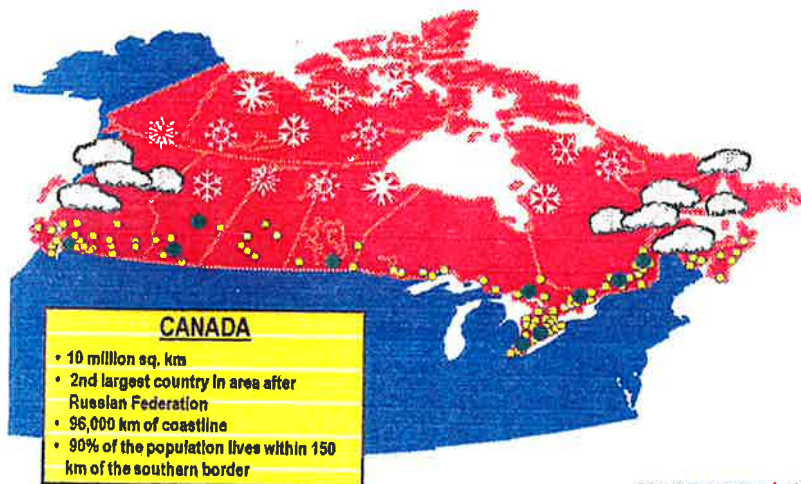 CANADA
• 10 million sq. km
• 2nd largest country in area after
Russian Federation
• 96,000 km of coastline
• 90% of the population lives within 150
km of the southern border